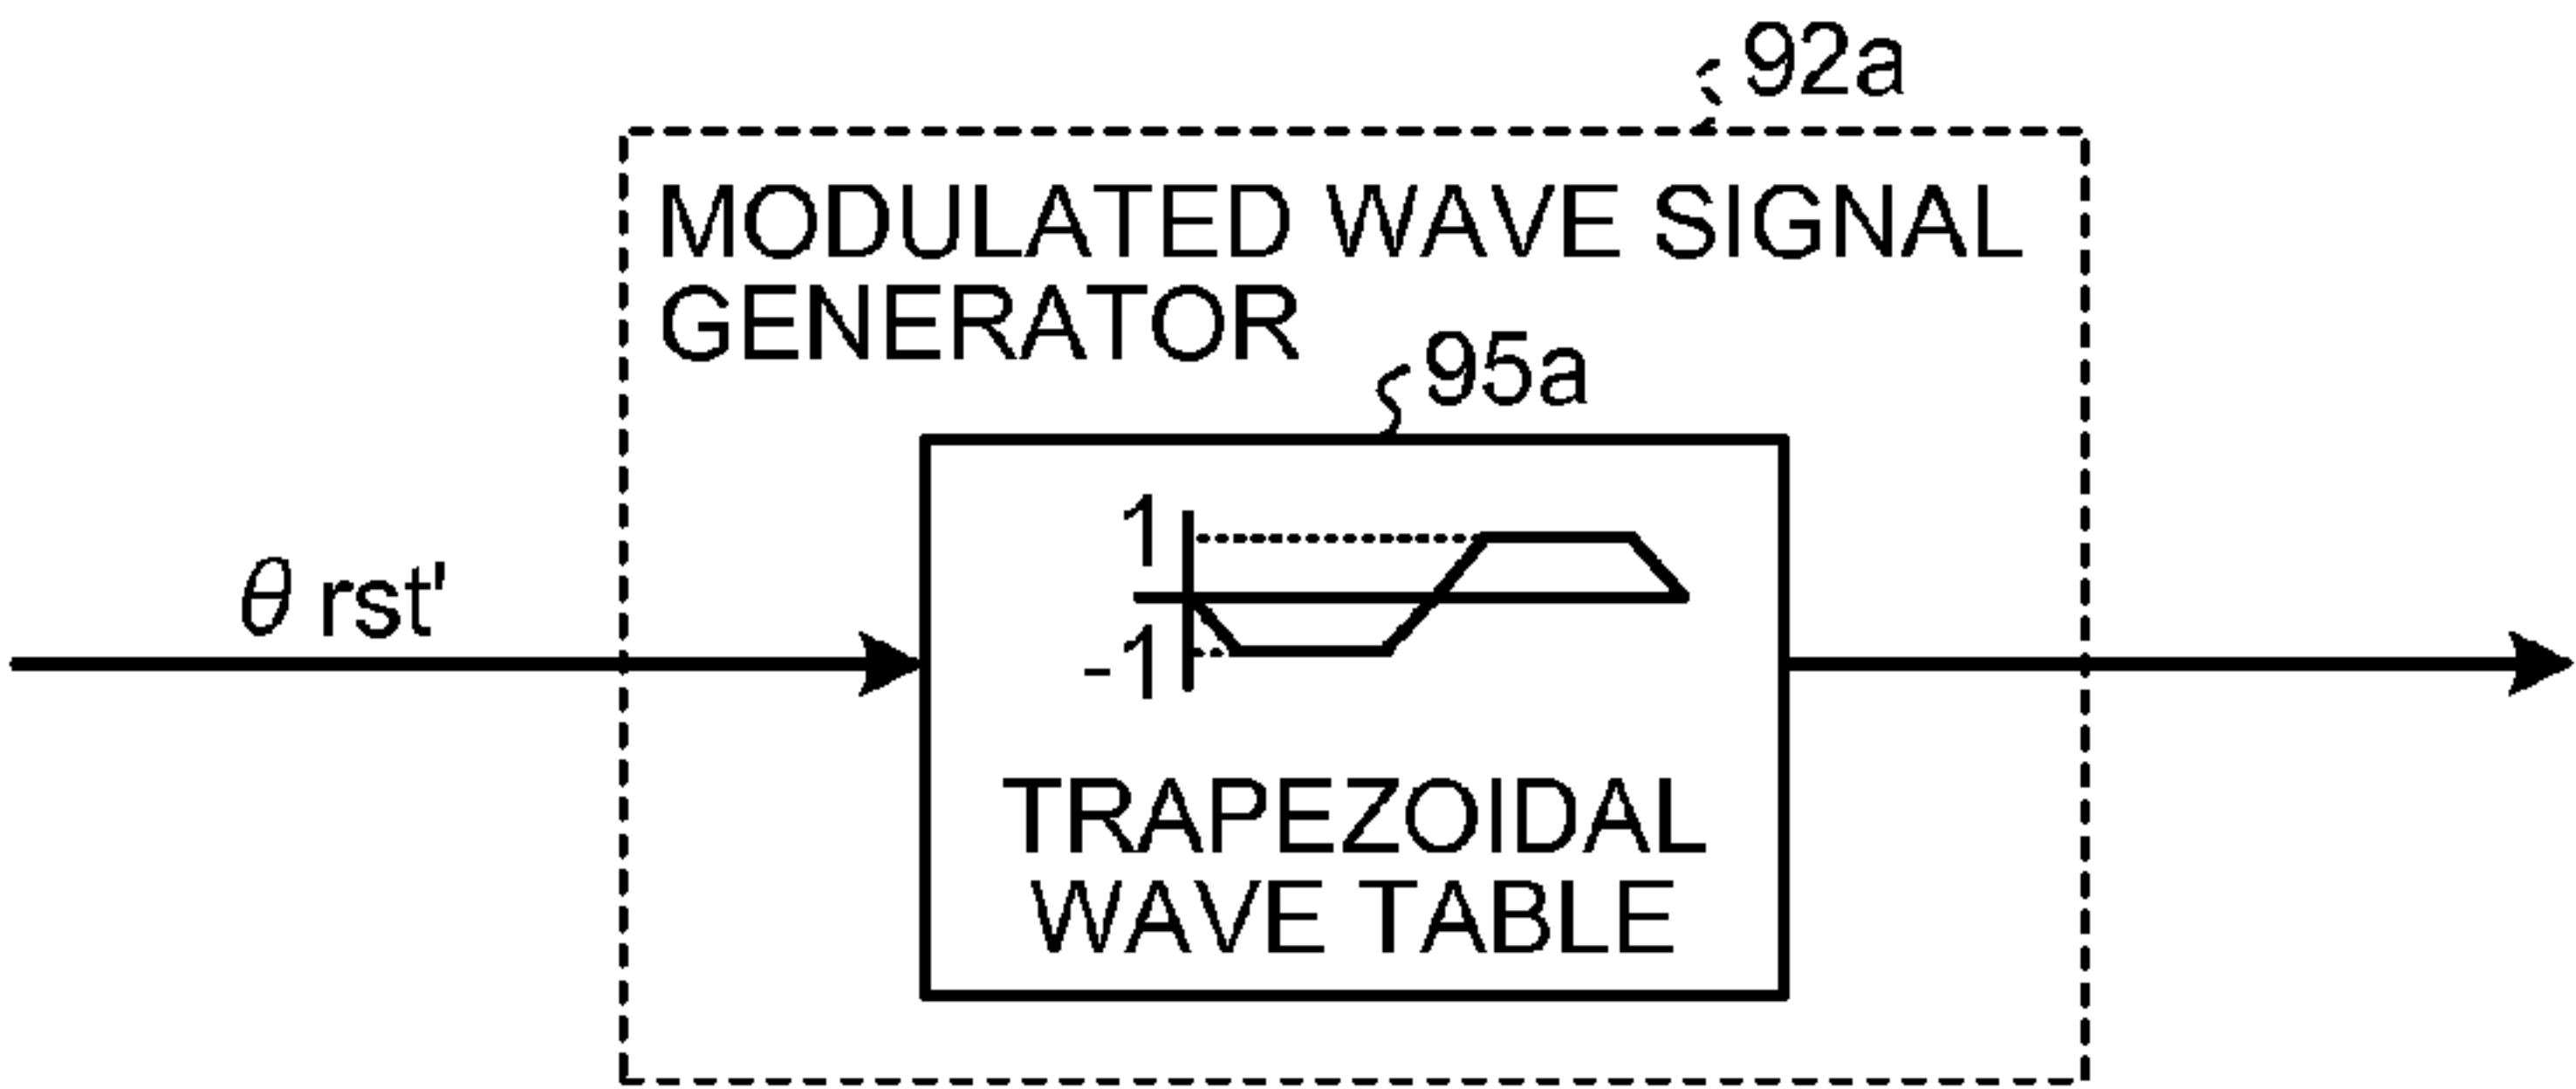 92a
MODULATED WAVE SIGNAL
GENERATOR
95a
1
θ rst'
-1
TRAPEZOIDAL
WAVE TABLE